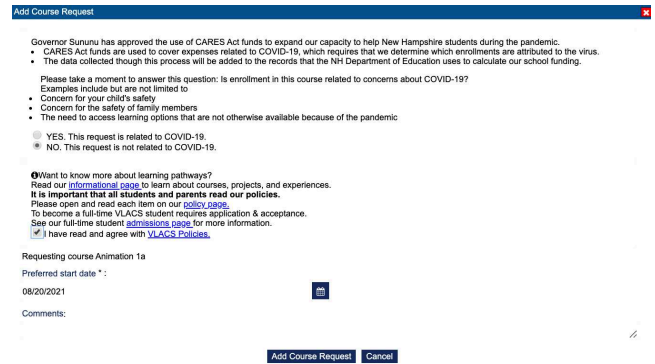 Add Course Request
Governor Sununu has approved the use of CARES Act funds to expand our capacity to help New Hampshire students during the pandemic.
• CARES Act funds are used to cover expenses related to COVID-19, which requires that we determine which enrollments are attributed to the virus.
• The data collected though this process will be added to the records that the NH Department of Education uses to calculate our school funding.
Please take a moment to answer this question: Is enrollment in this course related to concerns about COVID-19?
Examples include but are not limited to
• Concern for your child's safety
• Concern for the safety of family members
• The need to access learning options that are not otherwise available because of the pandemic
YES. This request is related to COVID-19.
NO. This request is not related to COVID-19.
Want to know more about learning pathways?
Read our informational page to learn about courses, projects, and experiences.
It is important that all students and parents read our policies.
Please open and read each item on our policy page.
To become a full-time VLACS student requires application & acceptance.
See our full-time student admissions page for more information.
I have read and agree with VLACS Policies.
Requesting course Animation 1a
Preferred start date * :
08/20/2021
Comments:
Add Course Request Cancel